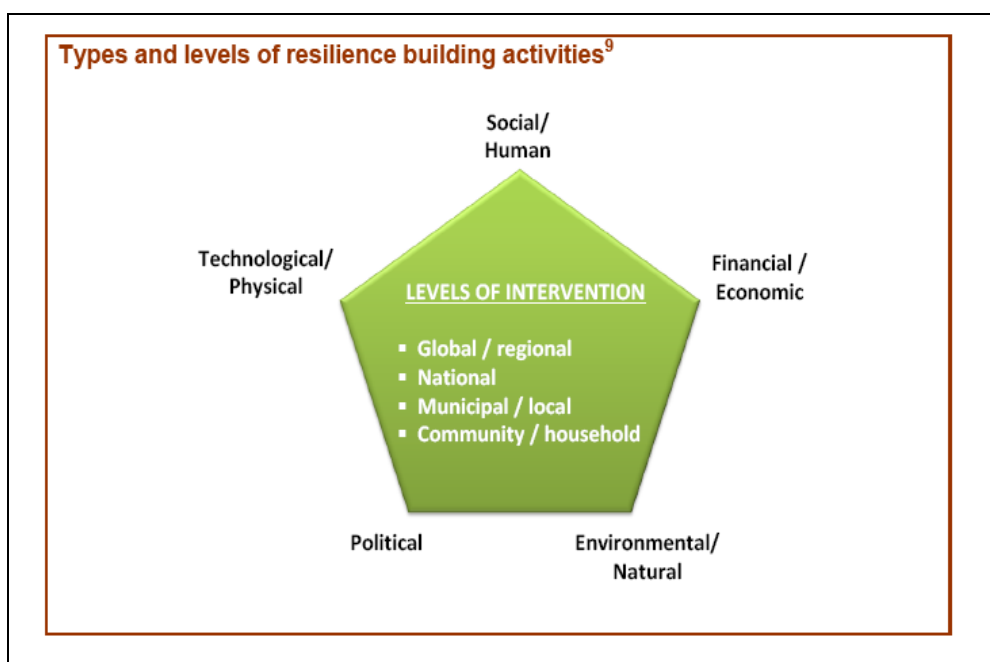 Types and levels of resilience building activities⁹
Social/
Human
Technological/
Physical
Financial /
Economic
LEVELS OF INTERVENTION
▪ Global / regional
▪ National
▪ Municipal / local
▪ Community / household
Political
Environmental/
Natural